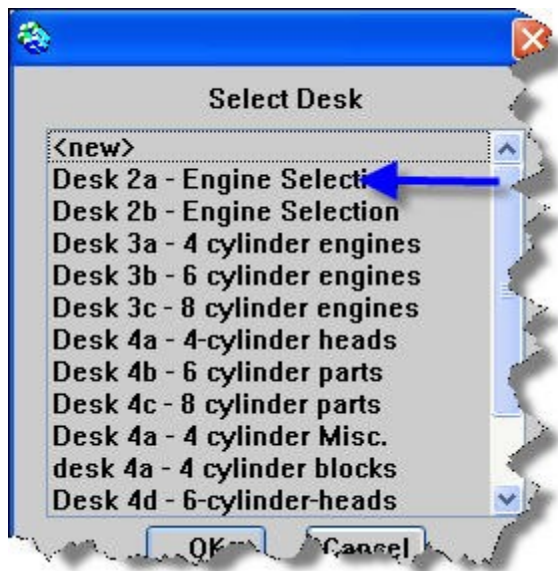 Select Desk
<new>
Desk 2a - Engine Selecti
Desk 2b - Engine Selection
Desk 3a - 4 cylinder engines
Desk 3b - 6 cylinder engines
Desk 3c - 8 cylinder engines
Desk 4a - 4-cylinder heads
Desk 4b - 6 cylinder parts
Desk 4c - 8 cylinder parts
Desk 4a - 4 cylinder Misc.
desk 4a - 4 cylinder blocks
Desk 4d - 6-cylinder-heads
OK Cancel